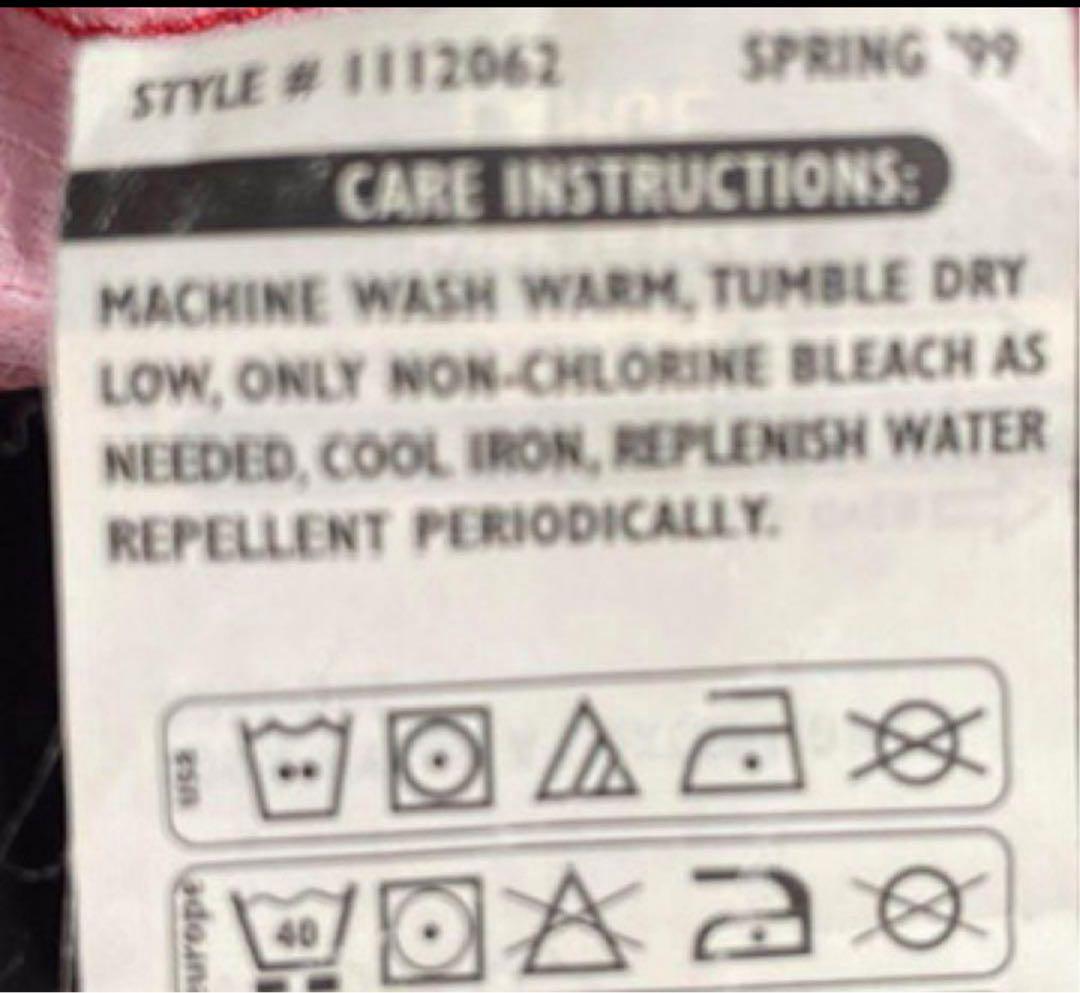 STYLE # 1112062 SPRING '99
CARE INSTRUCTIONS:
MACHINE WASH WARM, TUMBLE DRY
LOW, ONLY NON-CHLORINE BLEACH AS
NEEDED, COOL IRON, REPLENISH WATER
REPELLENT PERIODICALLY.
usa
europe
40